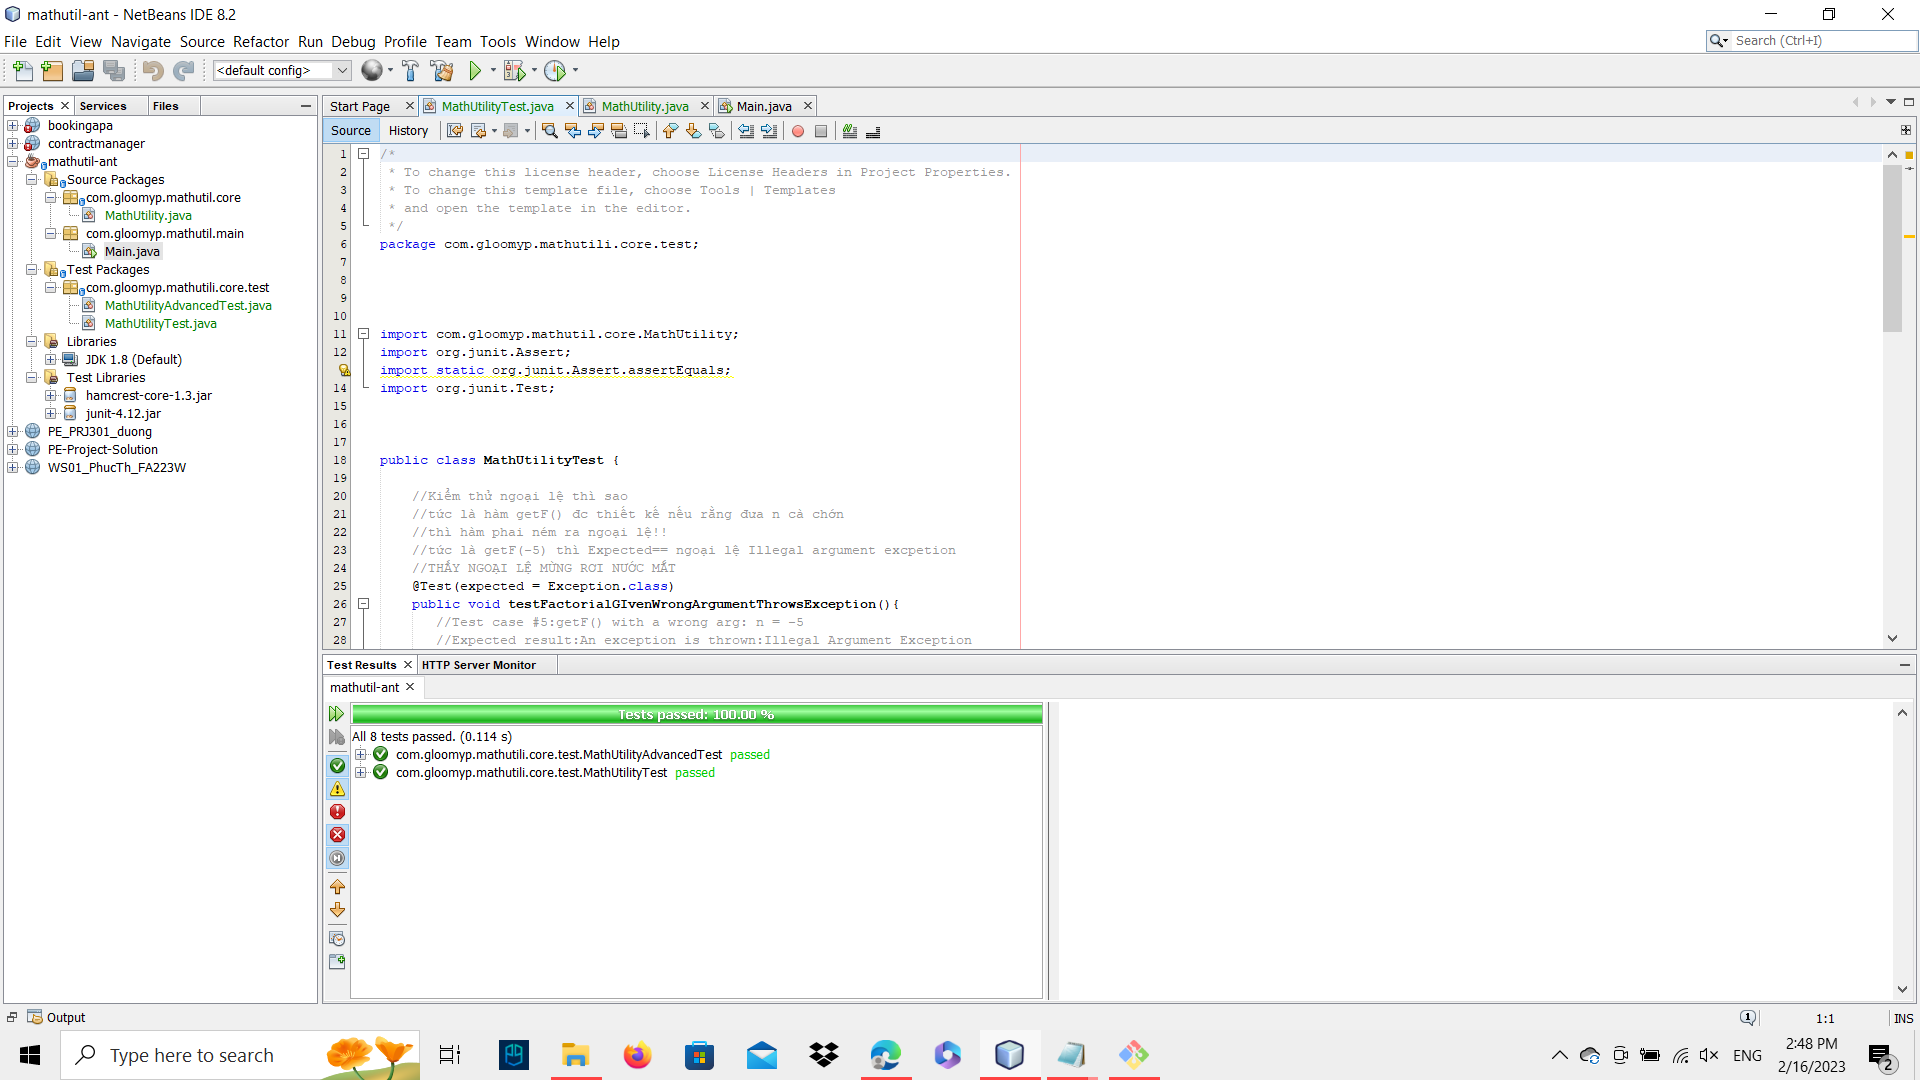 mathutil-ant - NetBeans IDE 8.2
File Edit View Navigate Source Refactor Run Debug Profile Team Tools Window Help
Search (Ctrl+I)
<default config>
Projects Services Files
bookingapa
contractmanager
mathutil-ant
Source Packages
com.gloomyp.mathutil.core
MathUtility.java
com.gloomyp.mathutil.main
Main.java
Test Packages
com.gloomyp.mathutili.core.test
MathUtilityAdvancedTest.java
MathUtilityTest.java
Libraries
JDK 1.8 (Default)
Test Libraries
hamcrest-core-1.3.jar
junit-4.12.jar
PE_PRJ301_duong
PE-Project-Solution
WS01_PhucTh_FA223W
Start Page MathUtilityTest.java MathUtility.java Main.java
Source History
1 /*
2 * To change this license header, choose License Headers in Project Properties.
3 * To change this template file, choose Tools | Templates
4 * and open the template in the editor.
5 */
6 package com.gloomyp.mathutili.core.test;
7
8
9
10
11 import com.gloomyp.mathutil.core.MathUtility;
12 import org.junit.Assert;
import static org.junit.Assert.assertEquals;
14 import org.junit.Test;
15
16
17
18 public class MathUtilityTest {
19
20 //Kiểm thử ngoại lệ thì sao
21 //tức là hàm getF() đc thiết kế nếu rằng đưa n cà chớn
22 //thì hàm phai ném ra ngoại lệ!!
23 //tức là getF(-5) thì Expected== ngoại lệ Illegal argument excpetion
24 //THẤY NGOẠI LỆ MỪNG RƠI NƯỚC MẮT
25 @Test(expected = Exception.class)
26 public void testFactorialGIvenWrongArgumentThrowsException(){
27 //Test case #5:getF() with a wrong arg: n = -5
28 //Expected result:An exception is thrown:Illegal Argument Exception
Test Results HTTP Server Monitor
mathutil-ant
Tests passed: 100.00 %
All 8 tests passed. (0.114 s)
com.gloomyp.mathutili.core.test.MathUtilityAdvancedTest passed
com.gloomyp.mathutili.core.test.MathUtilityTest passed
Output
1:1
INS
Type here to search
ENG
2:48 PM
2/16/2023
2